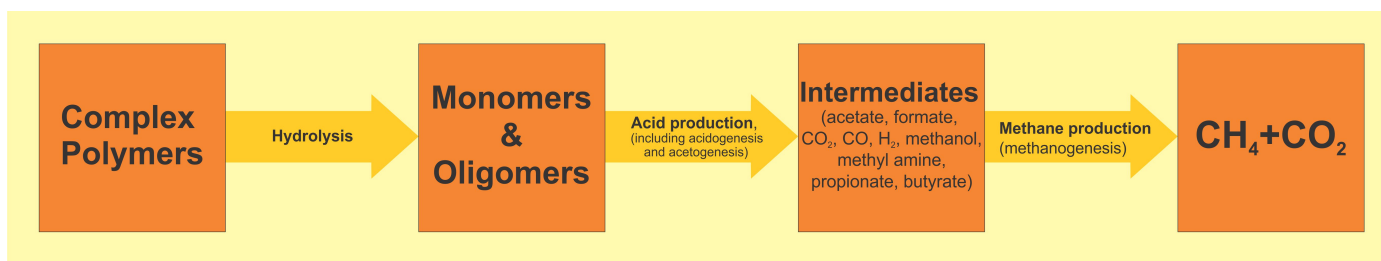 Complex
Polymers
Hydrolysis
Monomers
&
Oligomers
Acid production,
(including acidogenesis
and acetogenesis)
Intermediates
(acetate, formate,
CO₂, CO, H₂, methanol,
methyl amine,
propionate, butyrate)
Methane production
(methanogenesis)
CH₄+CO₂